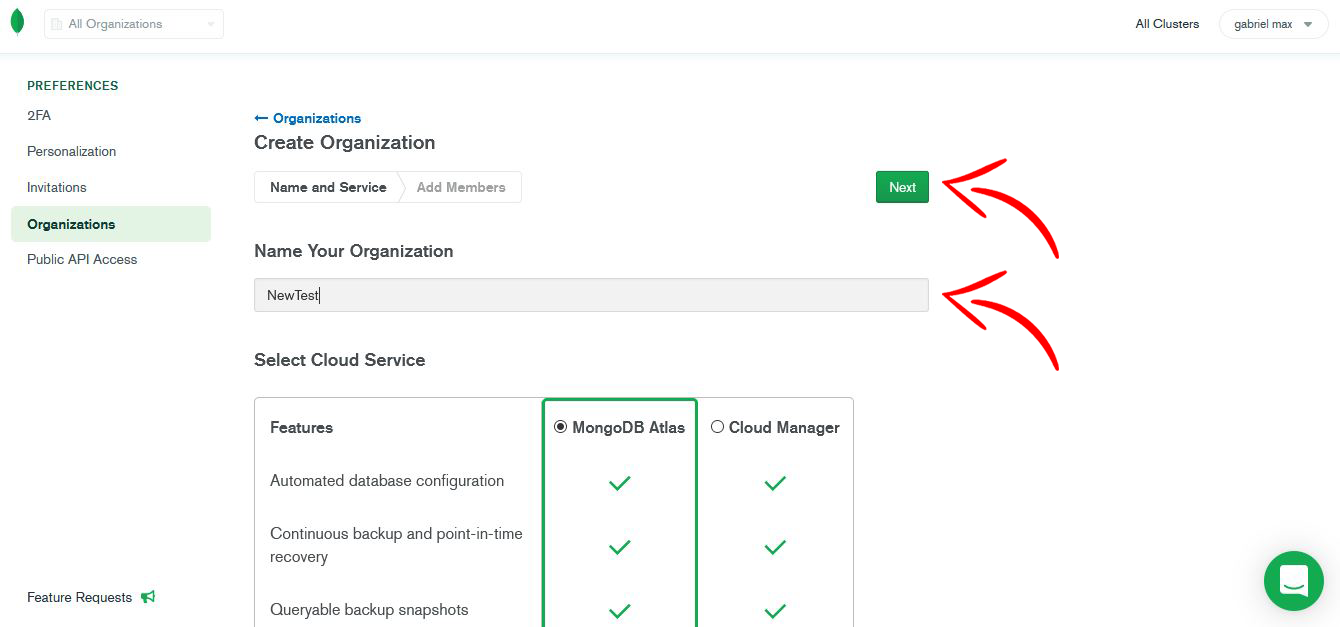 All Organizations
All Clusters
gabriel max
PREFERENCES
2FA
Personalization
Invitations
Organizations
Public API Access
Feature Requests
← Organizations
Create Organization
Name and Service
Add Members
Next
Name Your Organization
NewTest
Select Cloud Service
Features
MongoDB Atlas
Cloud Manager
Automated database configuration
Continuous backup and point-in-time
recovery
Queryable backup snapshots